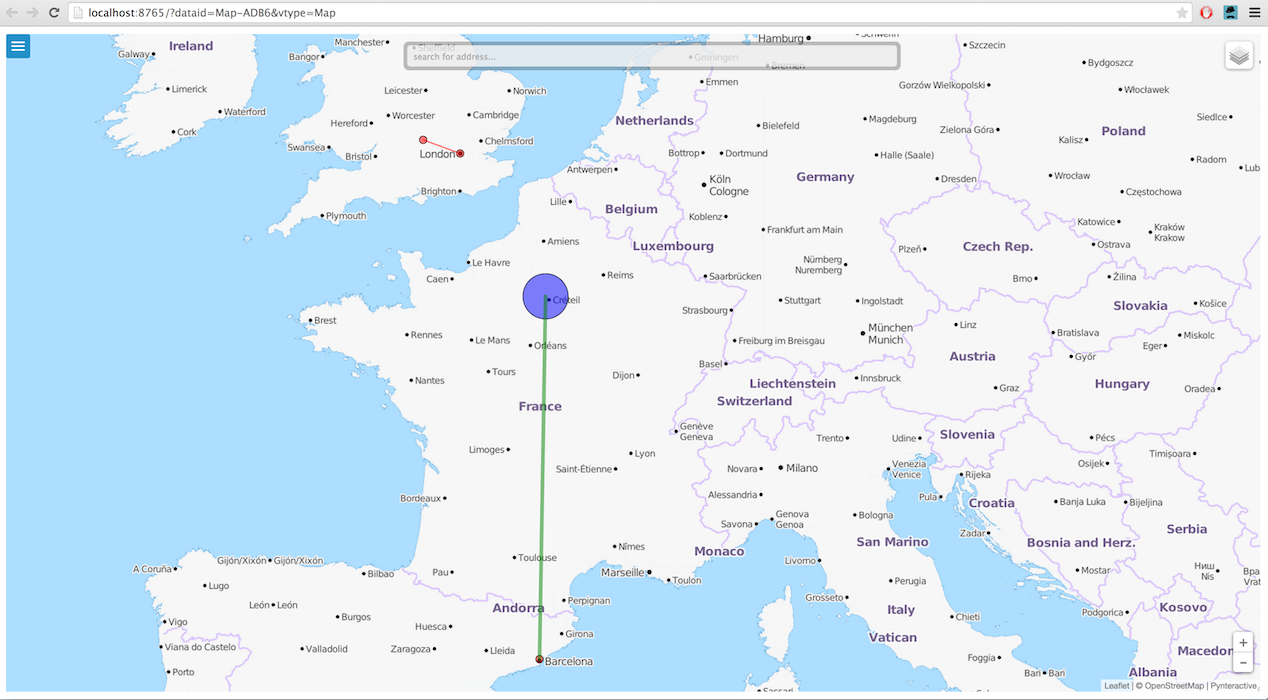 localhost:8765/?dataid=Map-ADB6&vtype=Map
Ireland
Manchester
Sheffield
Hamburg
Schwerin
Szczecin
Galway
Bangor
search for address...
Groningen
Bremen
Bydgoszcz
Limerick
Leicester
Norwich
Emmen
Gorzów Wielkopolski
Włocławek
Waterford
Worcester
Cambridge
Netherlands
Magdeburg
Siedlce
Cork
Hereford
Bielefeld
Zielona Góra
Poland
Swansea
Chelmsford
Kalisz
Bristol
London
Bottrop
Dortmund
Halle (Saale)
Radom
Antwerpen
Lub
Brighton
Köln
Cologne
Germany
Dresden
Wrocław
Częstochowa
Lille
Belgium
Plymouth
Koblenz
Katowice
Kraków
Krakow
Frankfurt am Main
Amiens
Luxembourg
Plzeň
Czech Rep.
Ostrava
Le Havre
Reims
Nürnberg
Nuremberg
Caen
Saarbrücken
Brno
Žilina
Créteil
Stuttgart
Ingolstadt
Slovakia
Košice
Strasbourg
Brest
Rennes
Le Mans
Orléans
Freiburg im Breisgau
München
Munich
Linz
Bratislava
Miskolc
Eger
Austria
Győr
Basel
Tours
Dijon
Nantes
Liechtenstein
Innsbruck
Graz
Hungary
Oradea
France
Switzerland
Genève
Geneva
Trento
Udine
Slovenia
Pécs
Limoges
Lyon
Timișoara
Saint-Étienne
Novara
Milano
Venezia
Venice
Rijeka
Osijek
Bordeaux
Alessandria
Pula
Croatia
Banja Luka
Bijeljina
Genova
Genoa
Savona
Bologna
Serbia
Zadar
Toulouse
Nîmes
Monaco
San Marino
Bosnia and Herz.
A Coruña
Gijón/Xixón
Gijón/Xixón
Bilbao
Pau
Marseille
Toulon
Livorno
Mostar
Ниш
Nis
Вра
Vrat
Lugo
Perugia
León
León
Andorra
Perpignan
Grosseto
Italy
Podgorica
Kosovo
Vigo
Burgos
Huesca
Chieti
Girona
Vatican
Viana do Castelo
Valladolid
Zaragoza
Lleida
Barcelona
Foggia
Macedon
Porto
Bari
Bari
Albania
Sassari
+
-
Leaflet | © OpenStreetMap | Pynteractive